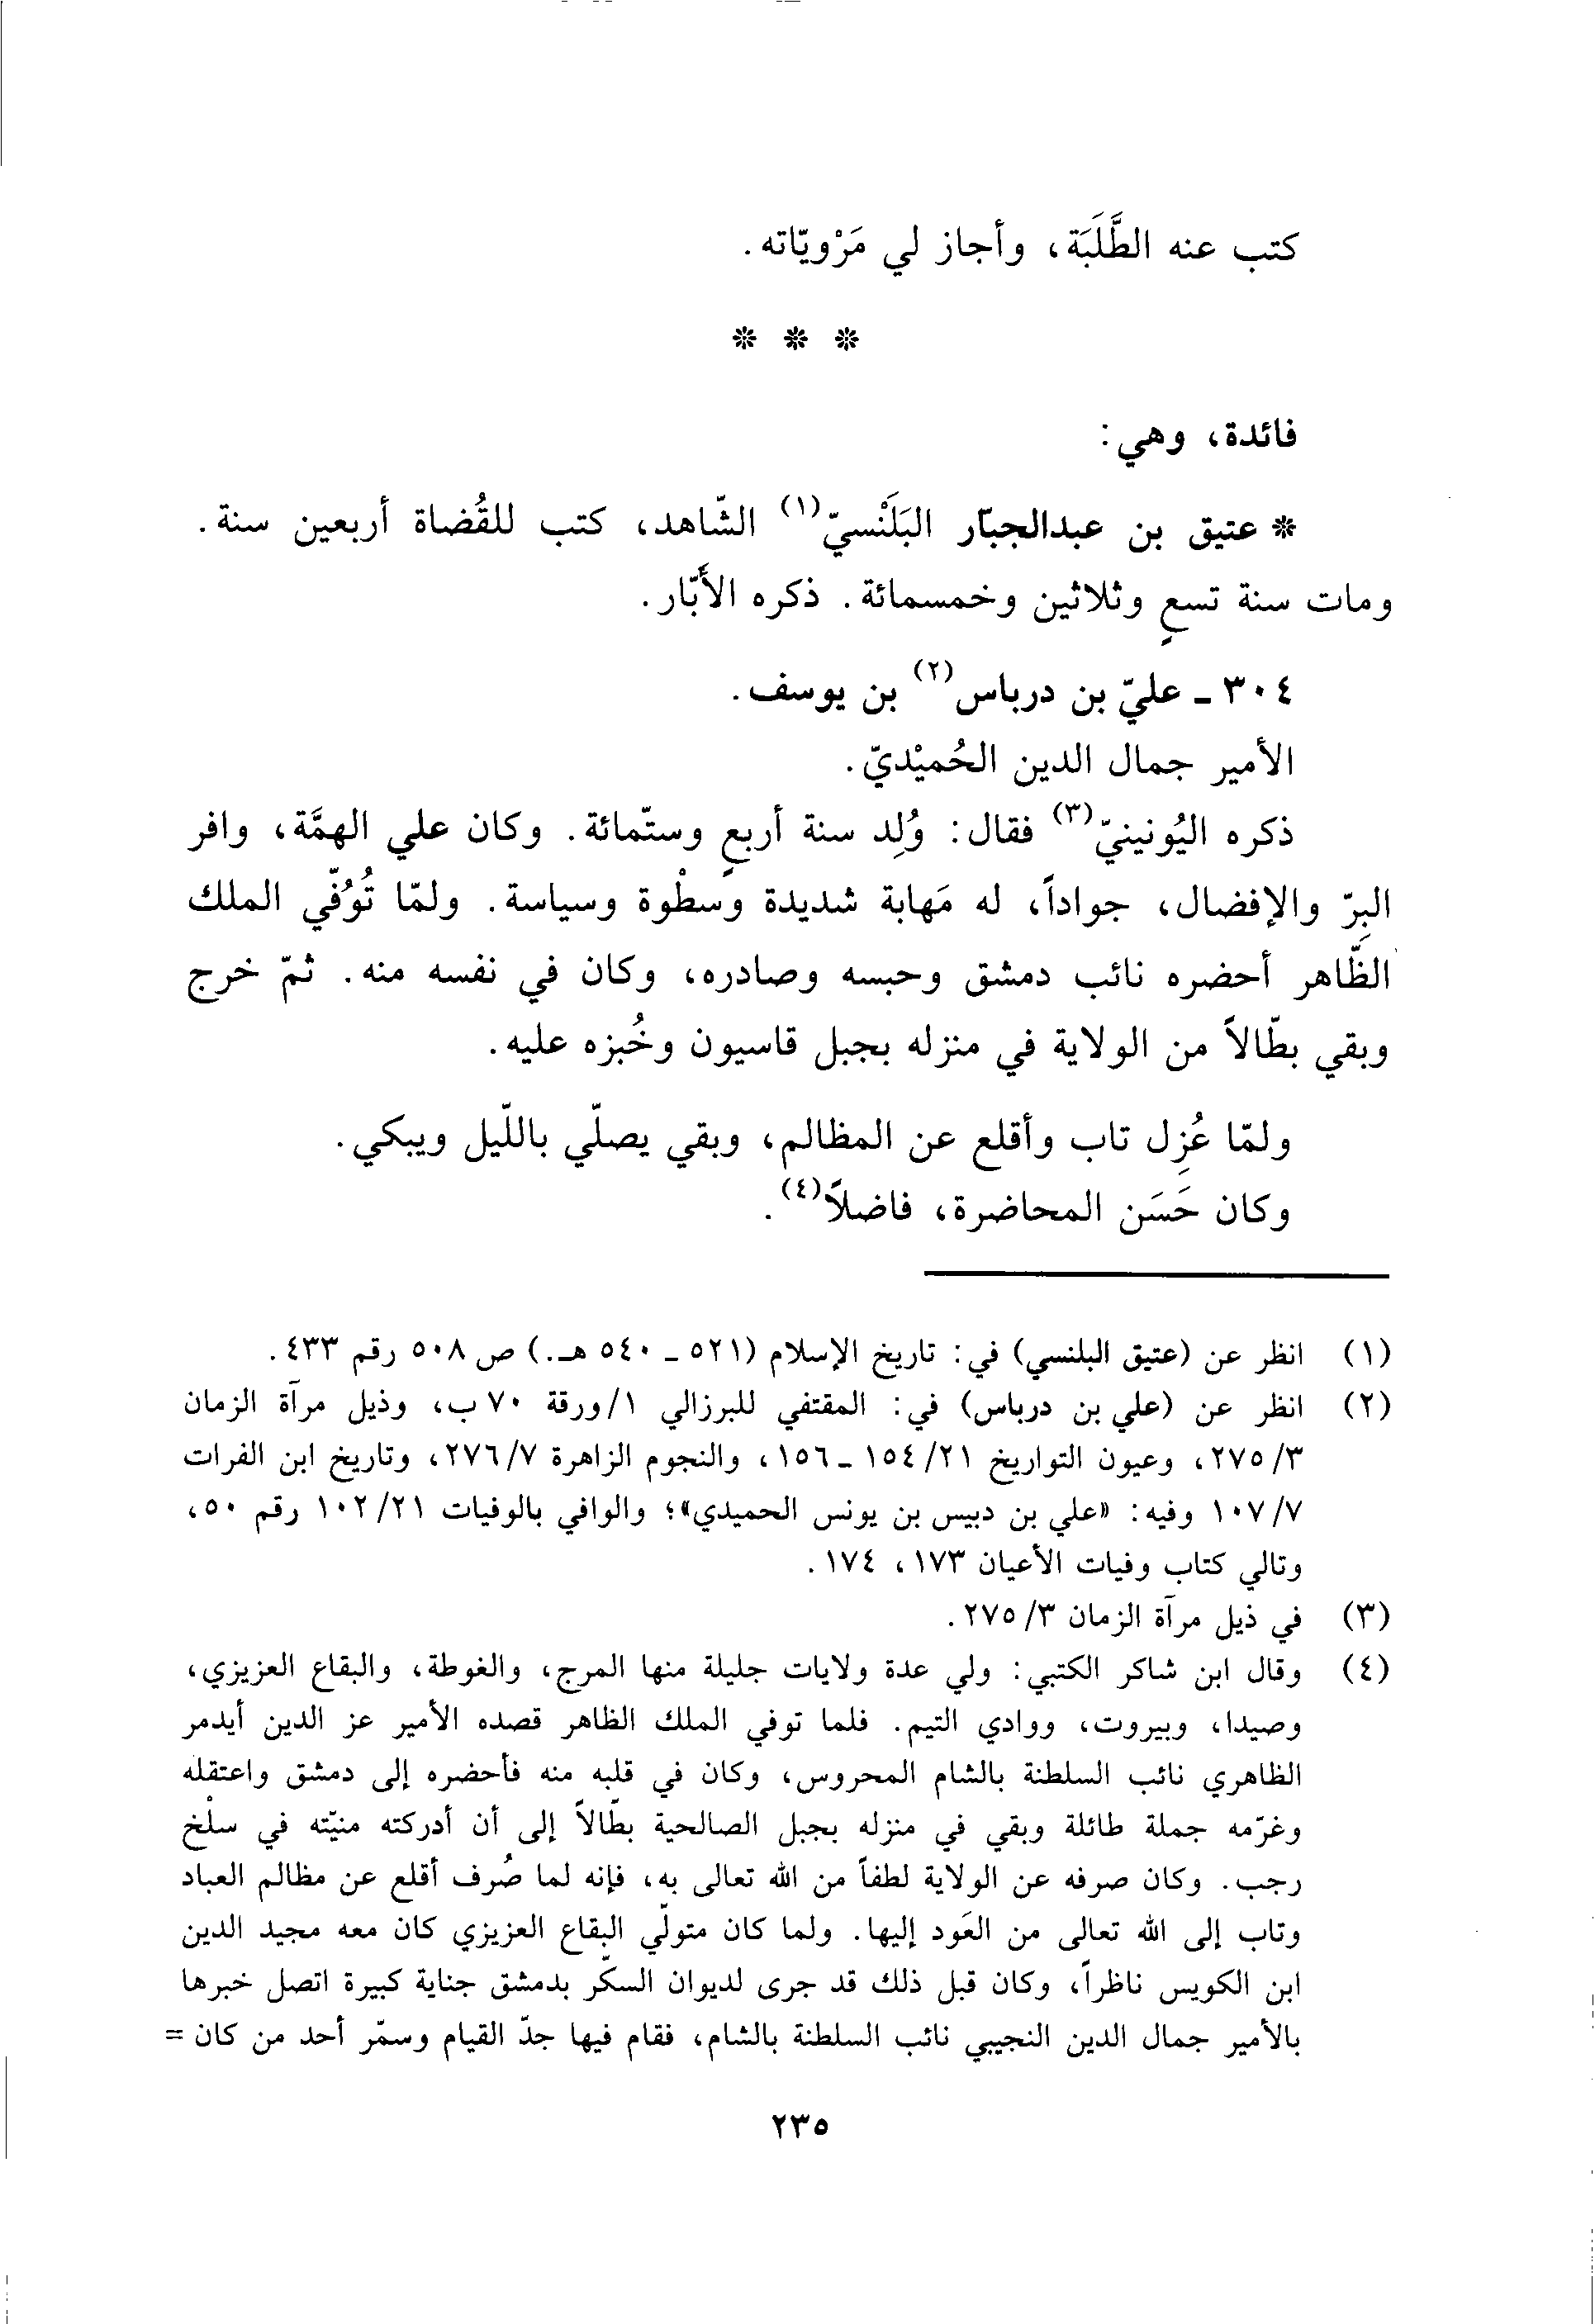 كتب عنه الطَّلَبَة، وأجاز لي مَرْويّاته.
* * *
فائدة، وهي:
* عتيق بن عبدالجبّار البَلَنْسيّ(١) الشّاهد، كتب للقُضاة أربعين سنة.
ومات سنة تسعٍ وثلاثين وخمسمائة. ذكره الأَبّار.
٣٠٤ - عليّ بن درباس(٢) بن يوسف.
الأمير جمال الدين الحُميْديّ.
ذكره اليُونينيّ(٣) فقال: وُلِد سنة أربعٍ وستّمائة. وكان علي الهمَّة، وافر
البِرّ والإفضال، جواداً، له مَهابة شديدة وسطْوة وسياسة. ولمّا تُوُفّي الملك
الظّاهر أحضره نائب دمشق وحبسه وصادره، وكان في نفسه منه. ثمّ خرج
وبقي بطّالاً من الولاية في منزله بجبل قاسيون وخُبزه عليه.
ولمّا عُزِل تاب وأقلع عن المظالم، وبقي يصلّي باللّيل ويبكي.
وكان حَسَن المحاضرة، فاضلاً(٤).
(١) انظر عن (عتيق البلنسي) في: تاريخ الإسلام (٥٢١ - ٥٤٠ هـ.) ص ٥٠٨ رقم ٤٣٣.
(٢) انظر عن (علي بن درباس) في: المقتفي للبرزالي ١/ورقة ٧٠ ب، وذيل مرآة الزمان
٣/٢٧٥، وعيون التواريخ ٢١/١٥٤ - ١٥٦، والنجوم الزاهرة ٧/٢٧٦، وتاريخ ابن الفرات
٧/١٠٧ وفيه: «علي بن دبيس بن يونس الحميدي»؛ والوافي بالوفيات ٢١/١٠٢ رقم ٥٠،
وتالي كتاب وفيات الأعيان ١٧٣، ١٧٤.
(٣) في ذيل مرآة الزمان ٣/٢٧٥.
(٤) وقال ابن شاكر الكتبي: ولي عدة ولايات جليلة منها المرج، والغوطة، والبقاع العزيزي،
وصيدا، وبيروت، ووادي التيم. فلما توفي الملك الظاهر قصده الأمير عز الدين أيدمر
الظاهري نائب السلطنة بالشام المحروس، وكان في قلبه منه فأحضره إلى دمشق واعتقله
وغرّمه جملة طائلة وبقي في منزله بجبل الصالحية بطّالاً إلى أن أدركته منيّته في سلْخ
رجب. وكان صرفه عن الولاية لطفاً من الله تعالى به، فإنه لما صُرف أقلع عن مظالم العباد
وتاب إلى الله تعالى من العَود إليها. ولما كان متولّي البقاع العزيزي كان معه مجيد الدين
ابن الكويس ناظراً، وكان قبل ذلك قد جرى لديوان السكّر بدمشق جناية كبيرة اتصل خبرها
بالأمير جمال الدين النجيبي نائب السلطنة بالشام، فقام فيها جدّ القيام وسمّر أحد من كان =
٢٣٥